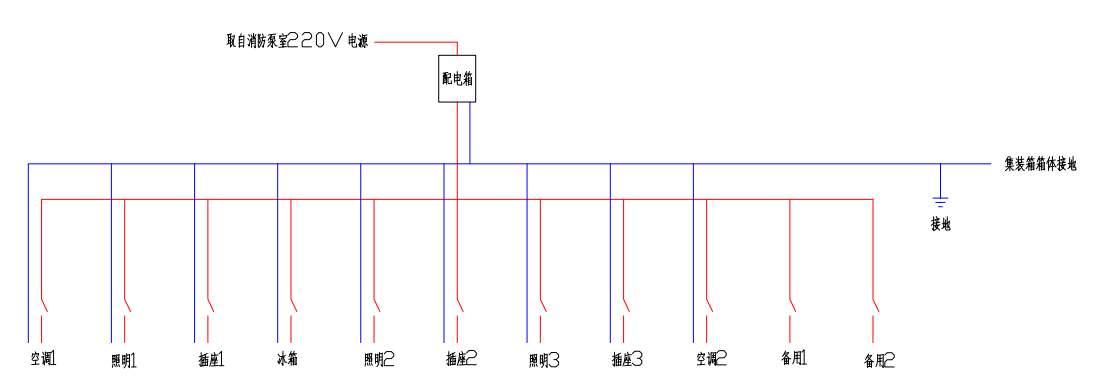 取自消防泵室220V电源
配电箱
集装箱箱体接地
接地
空调1
照明1
插座1
冰箱
照明2
插座2
照明3
插座3
空调2
备用1
备用2